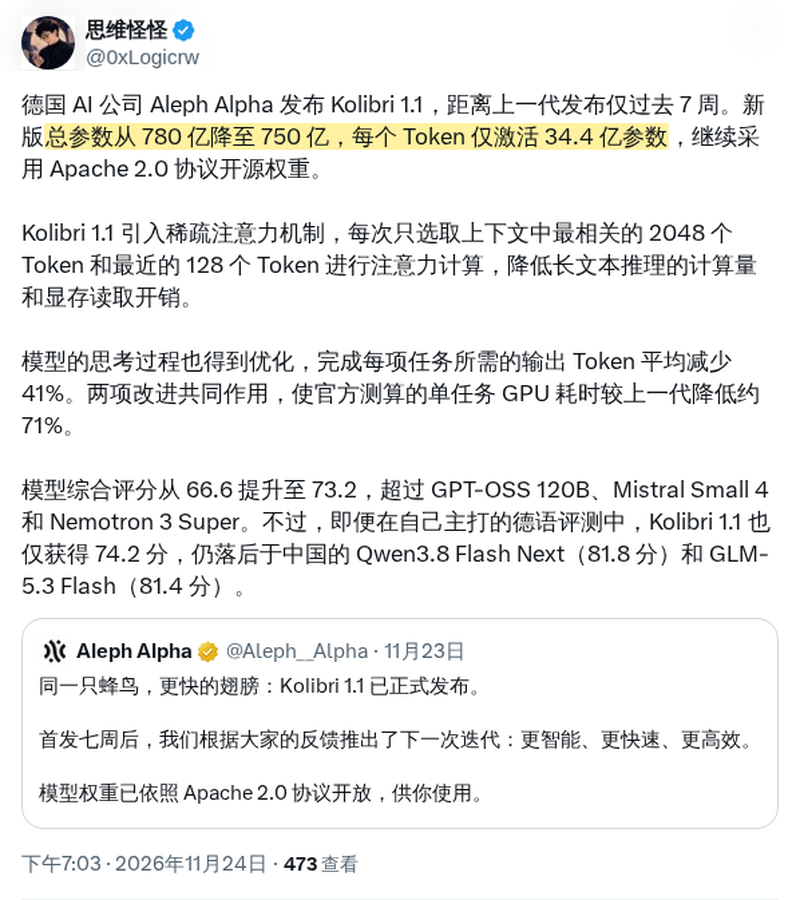 思维怪怪
@0xLogicrw
德国 AI 公司 Aleph Alpha 发布 Kolibri 1.1，距离上一代发布仅过去 7 周。新
版总参数从 780 亿降至 750 亿，每个 Token 仅激活 34.4 亿参数，继续采
用 Apache 2.0 协议开源权重。
Kolibri 1.1 引入稀疏注意力机制，每次只选取上下文中最相关的 2048 个
Token 和最近的 128 个 Token 进行注意力计算，降低长文本推理的计算量
和显存读取开销。
模型的思考过程也得到优化，完成每项任务所需的输出 Token 平均减少
41%。两项改进共同作用，使官方测算的单任务 GPU 耗时较上一代降低约
71%。
模型综合评分从 66.6 提升至 73.2，超过 GPT-OSS 120B、Mistral Small 4
和 Nemotron 3 Super。不过，即便在自己主打的德语评测中，Kolibri 1.1 也
仅获得 74.2 分，仍落后于中国的 Qwen3.8 Flash Next（81.8 分）和 GLM-
5.3 Flash（81.4 分）。
Aleph Alpha @Aleph__Alpha · 11月23日
同一只蜂鸟，更快的翅膀：Kolibri 1.1 已正式发布。
首发七周后，我们根据大家的反馈推出了下一次迭代：更智能、更快速、更高效。
模型权重已依照 Apache 2.0 协议开放，供你使用。
下午7:03 · 2026年11月24日 · 473 查看